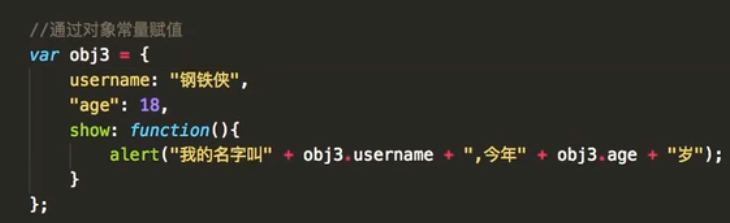 //通过对象常量赋值
var obj3 = {
username: "钢铁侠",
"age": 18,
show: function(){
alert("我的名字叫" + obj3.username + ",今年" + obj3.age + "岁");
}
};